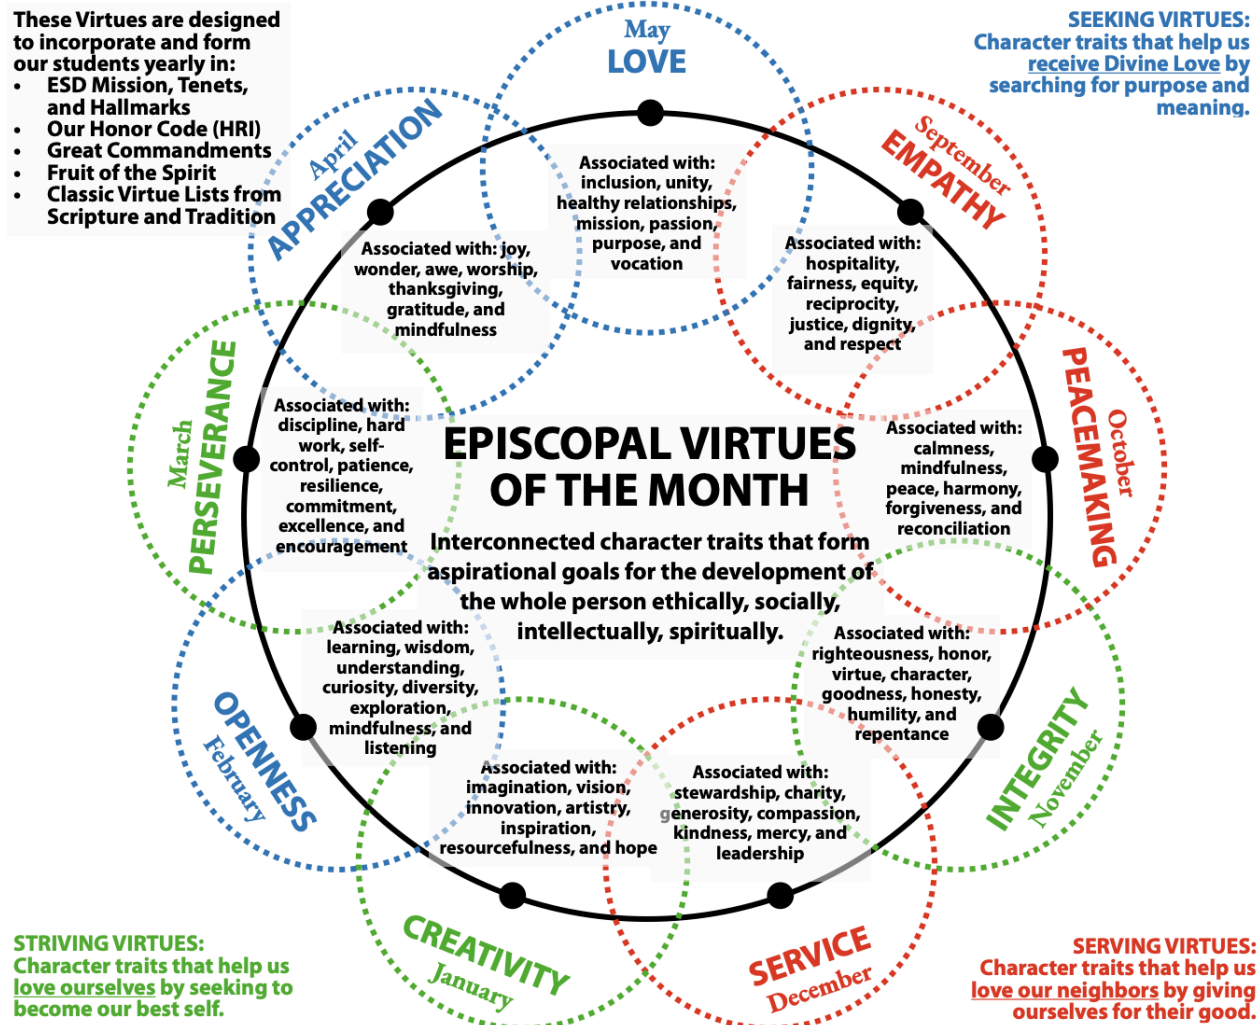 These Virtues are designed
to incorporate and form
our students yearly in:
• ESD Mission, Tenets,
and Hallmarks
• Our Honor Code (HRI)
• Great Commandments
• Fruit of the Spirit
• Classic Virtue Lists from
Scripture and Tradition
May
LOVE
Associated with:
inclusion, unity,
healthy relationships,
mission, passion,
purpose, and
vocation
SEEKING VIRTUES:
Character traits that help us
receive Divine Love by
searching for purpose and
meaning.
September
EMPATHY
Associated with:
hospitality,
fairness, equity,
reciprocity,
justice, dignity,
and respect
October
PEACEMAKING
Associated with:
calmness,
mindfulness,
peace, harmony,
forgiveness, and
reconciliation
INTEGRITY
November
Associated with:
righteousness, honor,
virtue, character,
goodness, honesty,
humility, and
repentance
SERVICE
December
Associated with:
stewardship, charity,
generosity, compassion,
kindness, mercy, and
leadership
CREATIVITY
January
Associated with:
imagination, vision,
innovation, artistry,
inspiration,
resourcefulness, and hope
OPENNESS
February
Associated with:
learning, wisdom,
understanding,
curiosity, diversity,
exploration,
mindfulness, and
listening
March
PERSEVERANCE
Associated with:
discipline, hard
work, self-
control, patience,
resilience,
commitment,
excellence, and
encouragement
April
APPRECIATION
Associated with: joy,
wonder, awe, worship,
thanksgiving,
gratitude, and
mindfulness
EPISCOPAL VIRTUES
OF THE MONTH
Interconnected character traits that form
aspirational goals for the development of
the whole person ethically, socially,
intellectually, spiritually.
STRIVING VIRTUES:
Character traits that help us
love ourselves by seeking to
become our best self.
SERVING VIRTUES:
Character traits that help us
love our neighbors by giving
ourselves for their good.